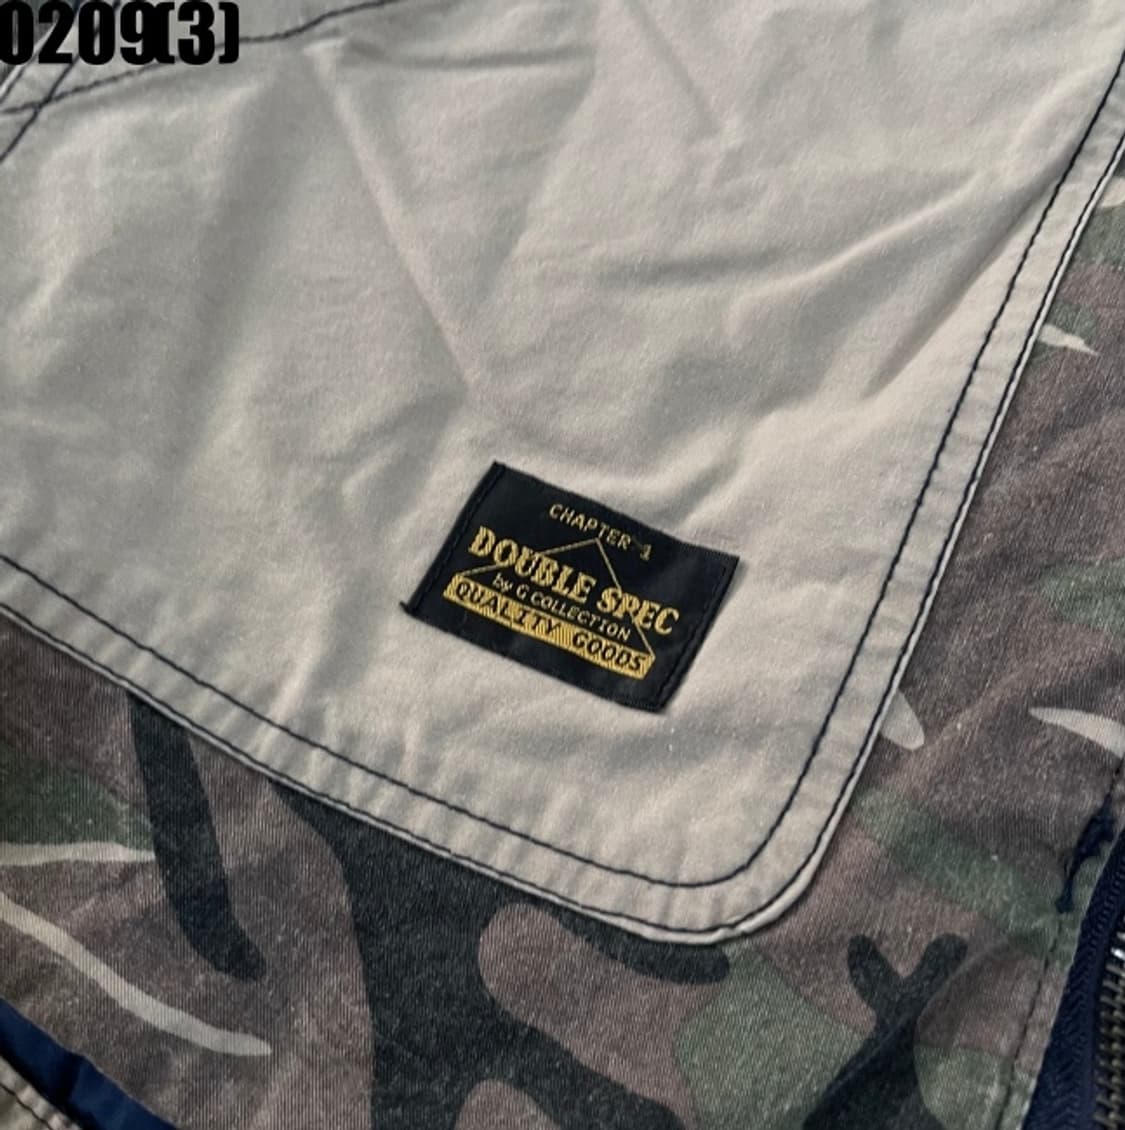 0209(3)
CHAPTER-1
DOUBLE SPEC
by G COLLECTION
QUALITY GOODS